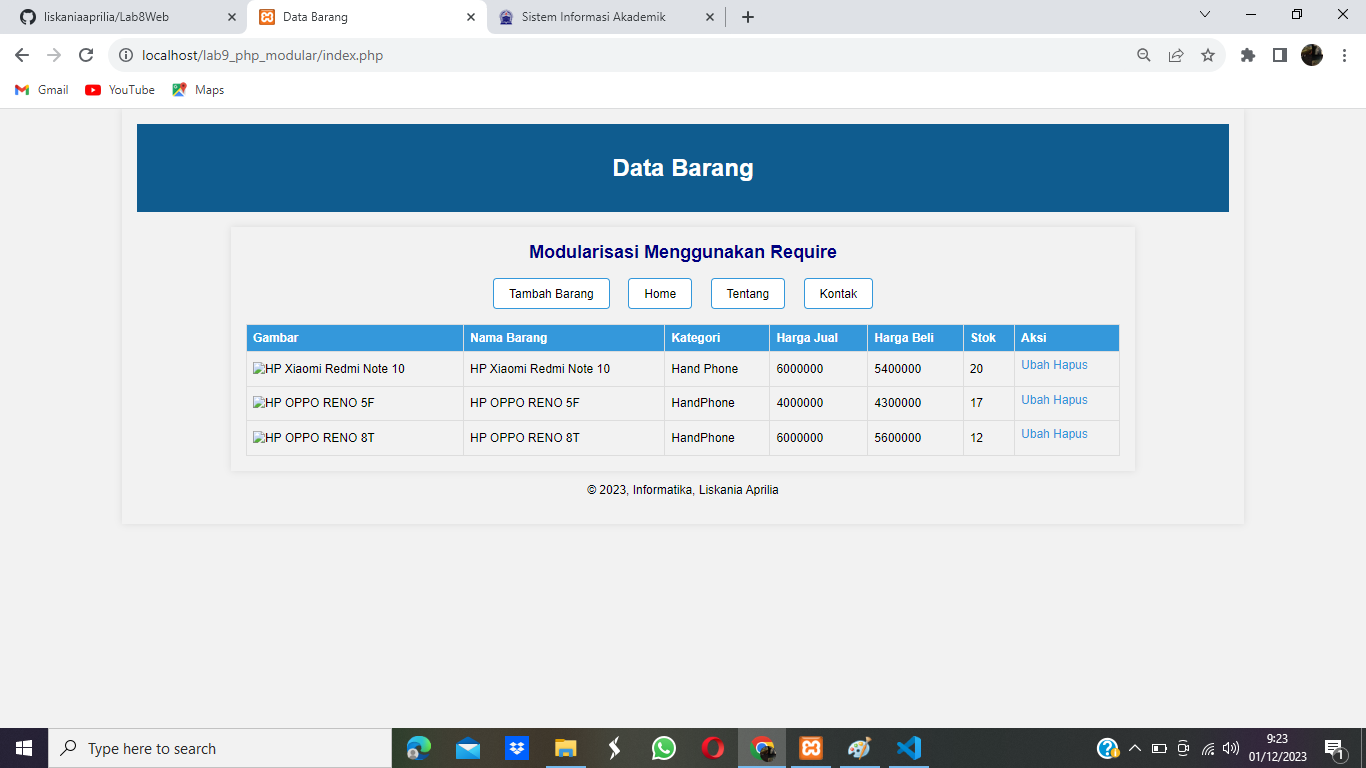 liskaniaaprilia/Lab8Web
Data Barang
Sistem Informasi Akademik
localhost/lab9_php_modular/index.php
Gmail
YouTube
Maps
Data Barang
Modularisasi Menggunakan Require
Tambah Barang
Home
Tentang
Kontak
Gambar Nama Barang Kategori Harga Jual Harga Beli Stok Aksi
HP Xiaomi Redmi Note 10 HP Xiaomi Redmi Note 10 Hand Phone 6000000 5400000 20 Ubah Hapus
HP OPPO RENO 5F HP OPPO RENO 5F HandPhone 4000000 4300000 17 Ubah Hapus
HP OPPO RENO 8T HP OPPO RENO 8T HandPhone 6000000 5600000 12 Ubah Hapus
© 2023, Informatika, Liskania Aprilia
Type here to search
9:23
01/12/2023
1